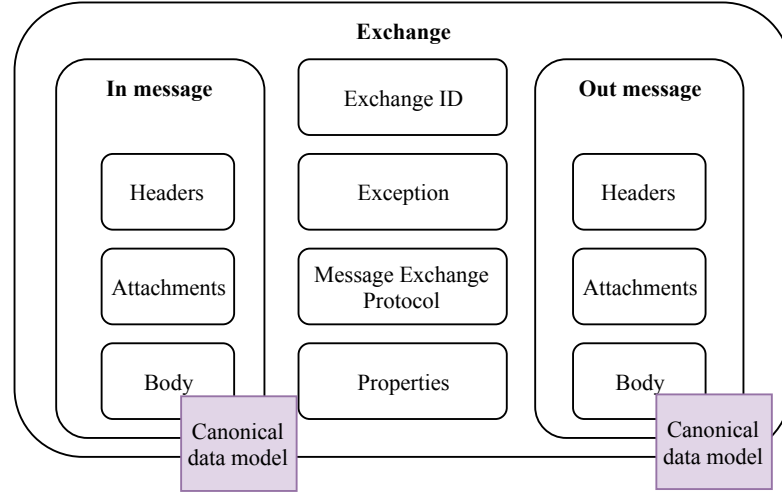 Exchange
In message
Headers
Attachments
Body
Canonical
data model
Exchange ID
Exception
Message Exchange
Protocol
Properties
Out message
Headers
Attachments
Body
Canonical
data model